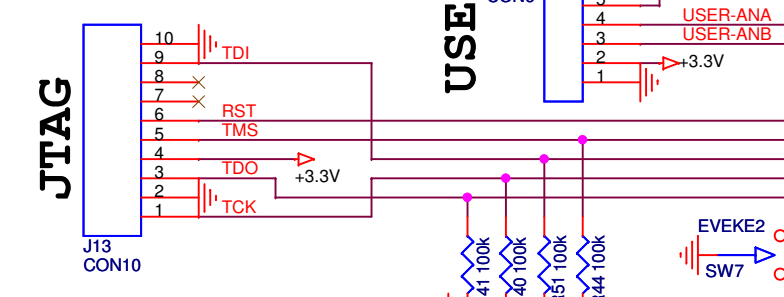 JTAG
10
9
8
7
6
5
4
3
2
1
TDI
RST
TMS
+3.3V
TDO
TCK
J13
CON10
USE
4
3
2
1
USER-ANA
USER-ANB
+3.3V
41 100k
40 100k
51 100k
44 100k
EVEKE2
SW7